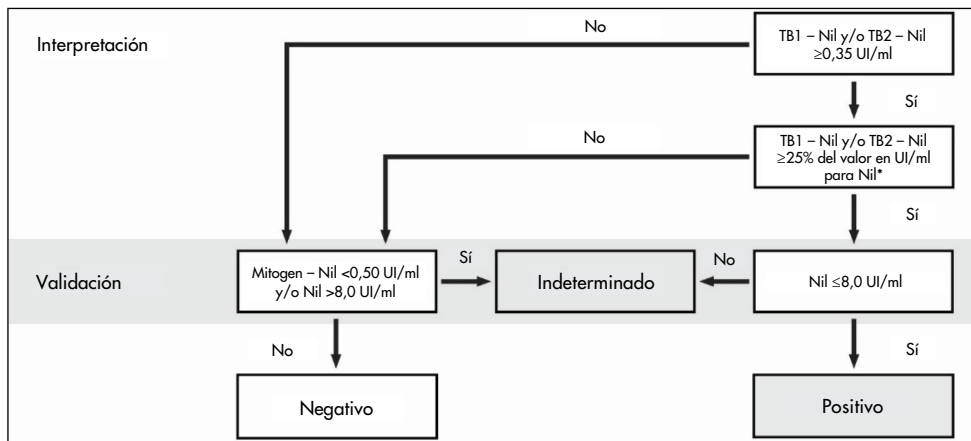 Interpretación
No
TB1 – Nil y/o TB2 – Nil
≥0,35 UI/ml
Sí
No
TB1 – Nil y/o TB2 – Nil
≥25% del valor en UI/ml
para Nil*
Sí
Validación
Mitogen – Nil <0,50 UI/ml
y/o Nil >8,0 UI/ml
Sí
Indeterminado
No
Nil ≤8,0 UI/ml
No
Sí
Negativo
Positivo